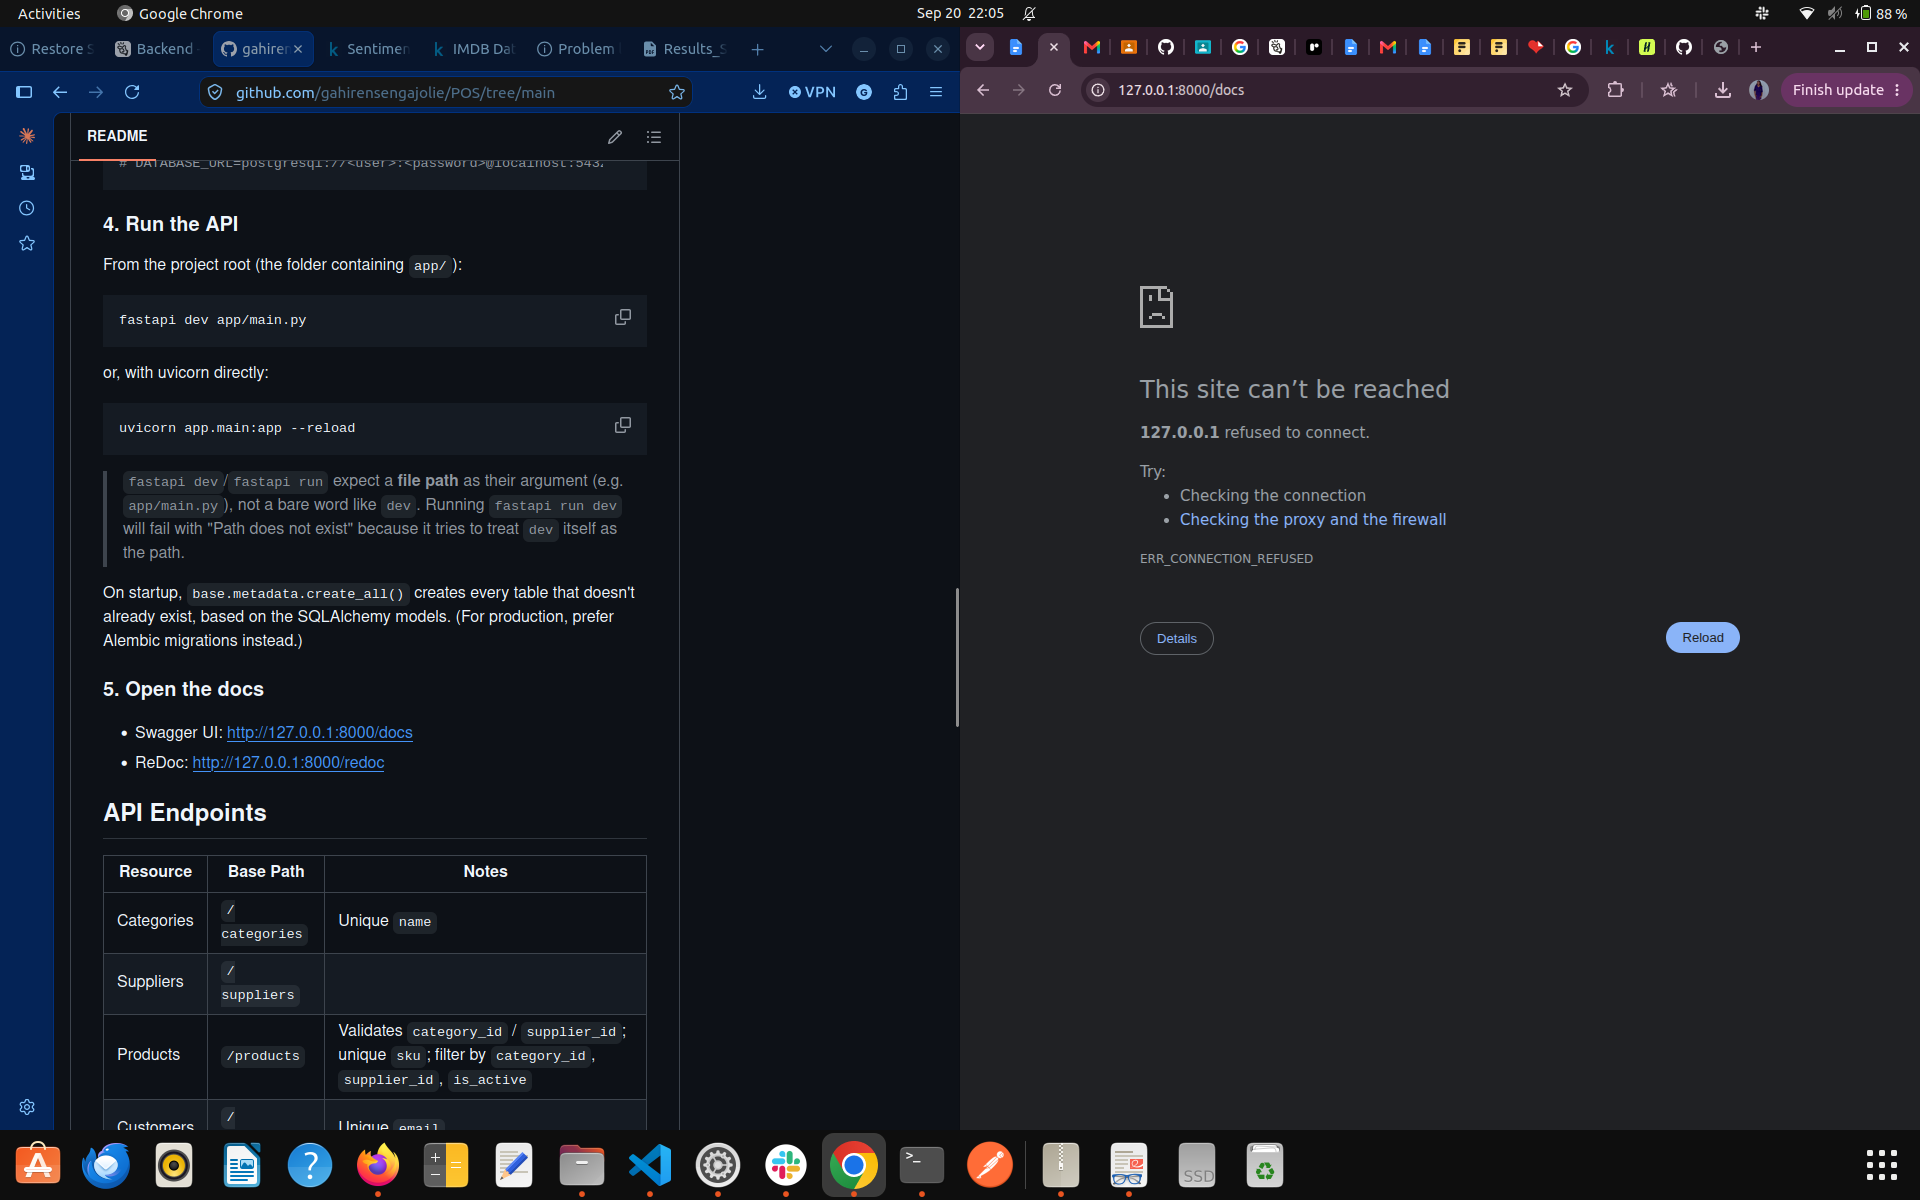 Activities
Google Chrome
Sep 20 22:05
88 %
Restore S
Backend
gahiren
Sentimen
IMDB Dat
Problem
Results_S
github.com/gahirensengajolie/POS/tree/main
VPN
127.0.0.1:8000/docs
Finish update
README
# DATABASE_URL=postgresql://<user>:<password>@localhost:543
4. Run the API
From the project root (the folder containing app/ ):
fastapi dev app/main.py
or, with uvicorn directly:
uvicorn app.main:app --reload
fastapi dev / fastapi run expect a file path as their argument (e.g.
app/main.py ), not a bare word like dev . Running fastapi run dev
will fail with "Path does not exist" because it tries to treat dev itself as
the path.
On startup, base.metadata.create_all() creates every table that doesn't
already exist, based on the SQLAlchemy models. (For production, prefer
Alembic migrations instead.)
5. Open the docs
Swagger UI: http://127.0.0.1:8000/docs
ReDoc: http://127.0.0.1:8000/redoc
API Endpoints
Resource Base Path Notes
Categories / categories Unique name
Suppliers / suppliers
Products /products Validates category_id / supplier_id ;
unique sku ; filter by category_id ,
supplier_id , is_active
Customers / Unique email
This site can’t be reached
127.0.0.1 refused to connect.
Try:
Checking the connection
Checking the proxy and the firewall
ERR_CONNECTION_REFUSED
Details
Reload
SSD